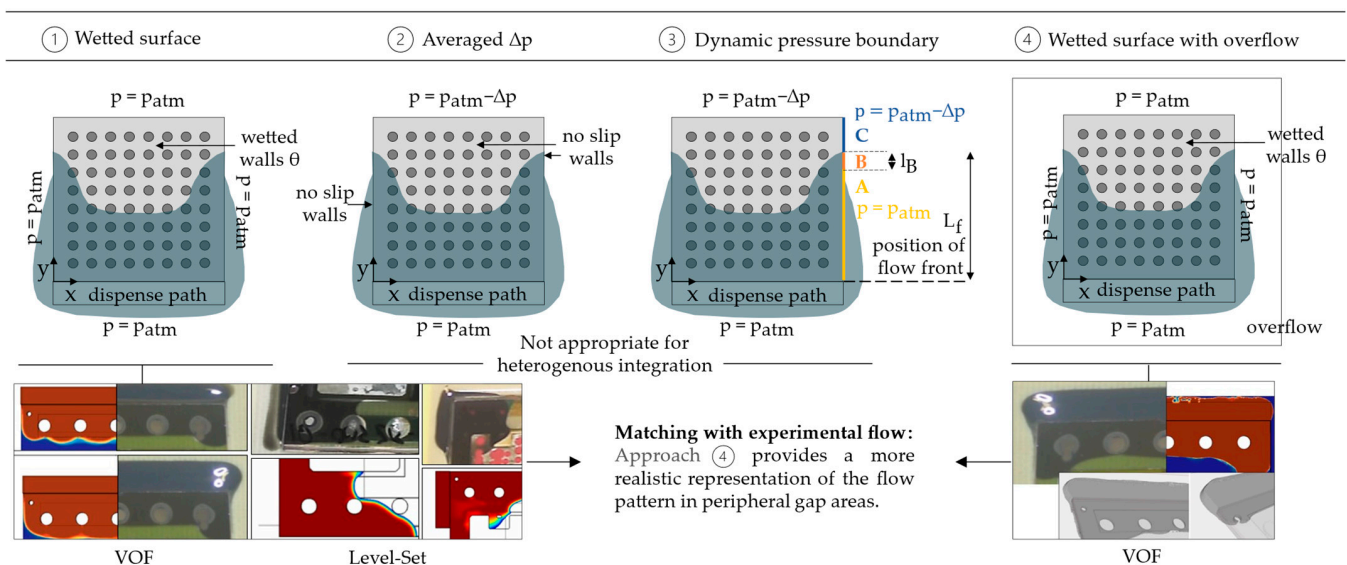 1 Wetted surface
2 Averaged Δp
3 Dynamic pressure boundary
4 Wetted surface with overflow
p = patm
wetted
walls θ
p = patm
p = patm
y
x
dispense path
p = patm
p = patm−Δp
no slip
walls
no slip
walls
y
x
dispense path
p = patm
p = patm−Δp
p = patm−Δp
C
B
lB
A
p = patm
Lf
position of
flow front
y
x
dispense path
p = patm
p = patm
wetted
walls θ
p = patm
p = patm
y
x
dispense path
p = patm
overflow
Not appropriate for
heterogenous integration
Matching with experimental flow:
Approach 4 provides a more
realistic representation of the flow
pattern in peripheral gap areas.
VOF
Level-Set
VOF